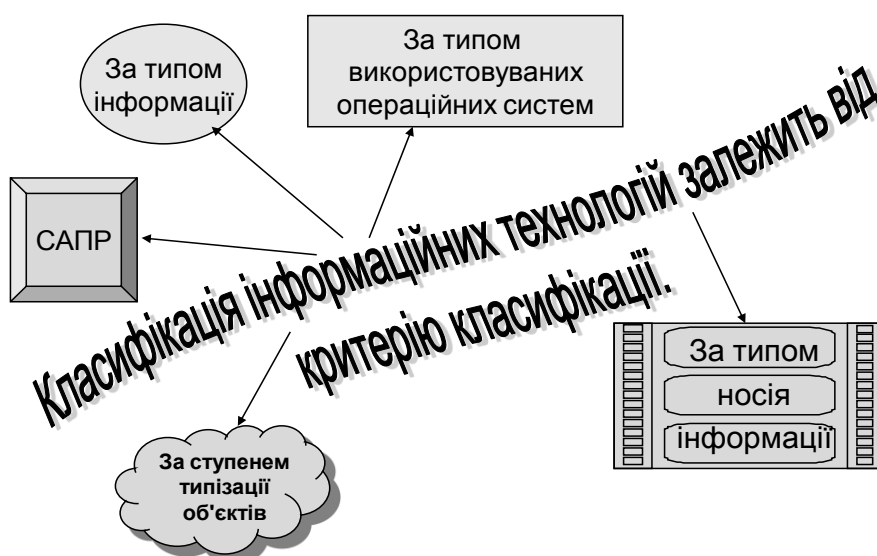 За типом
інформації
За типом
використовуваних
операційних систем
САПР
Класифікація інформаційних технологій залежить від
критерію класифікації.
За типом
носія
інформації
За ступенем
типізації
об'єктів